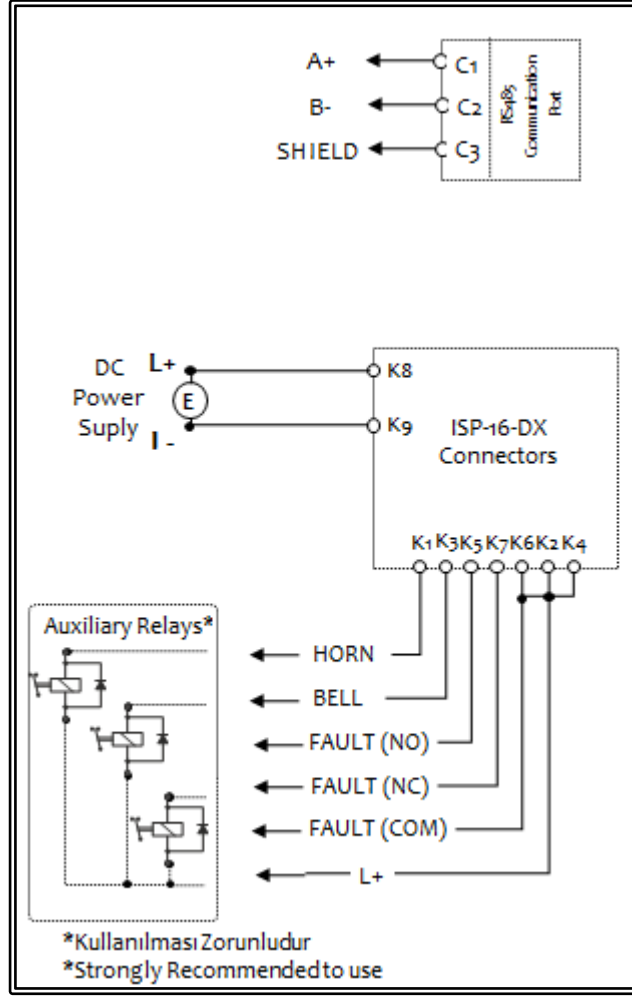 A+
C1
B-
C2
SHIELD
C3
RS485
Communication
Port
DC
Power
Suply
L+
E
I -
K8
K9
ISP-16-DX
Connectors
K1 K3 K5 K7 K6 K2 K4
Auxiliary Relays*
HORN
BELL
FAULT (NO)
FAULT (NC)
FAULT (COM)
L+
*Kullanılması Zorunludur
*Strongly Recommended to use